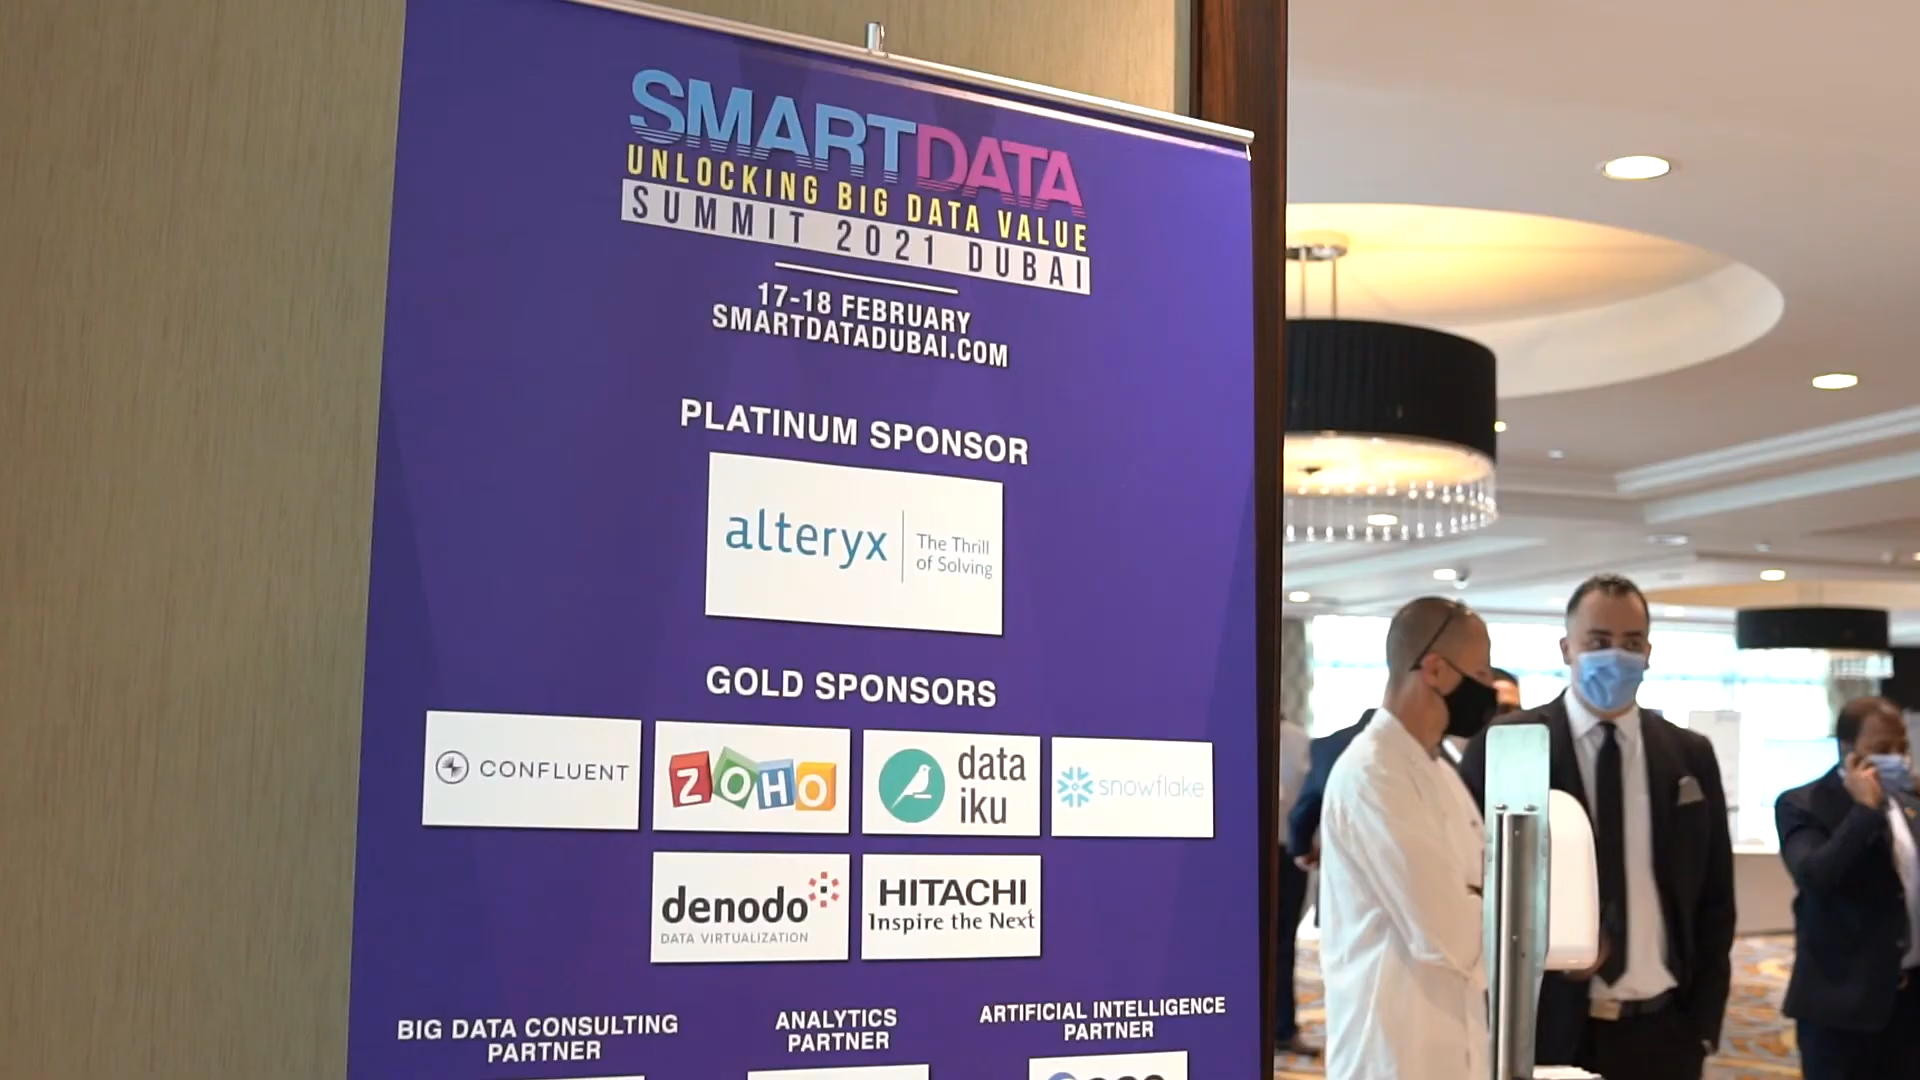 SMARTDATA
UNLOCKING BIG DATA VALUE
SUMMIT 2021 DUBAI
17-18 FEBRUARY
SMARTDATADUBAI.COM
PLATINUM SPONSOR
alteryx
The Thrill
of Solving
GOLD SPONSORS
CONFLUENT
ZOHO
data
iku
snowflake
denodo
DATA VIRTUALIZATION
HITACHI
Inspire the Next
BIG DATA CONSULTING
PARTNER
ANALYTICS
PARTNER
ARTIFICIAL INTELLIGENCE
PARTNER